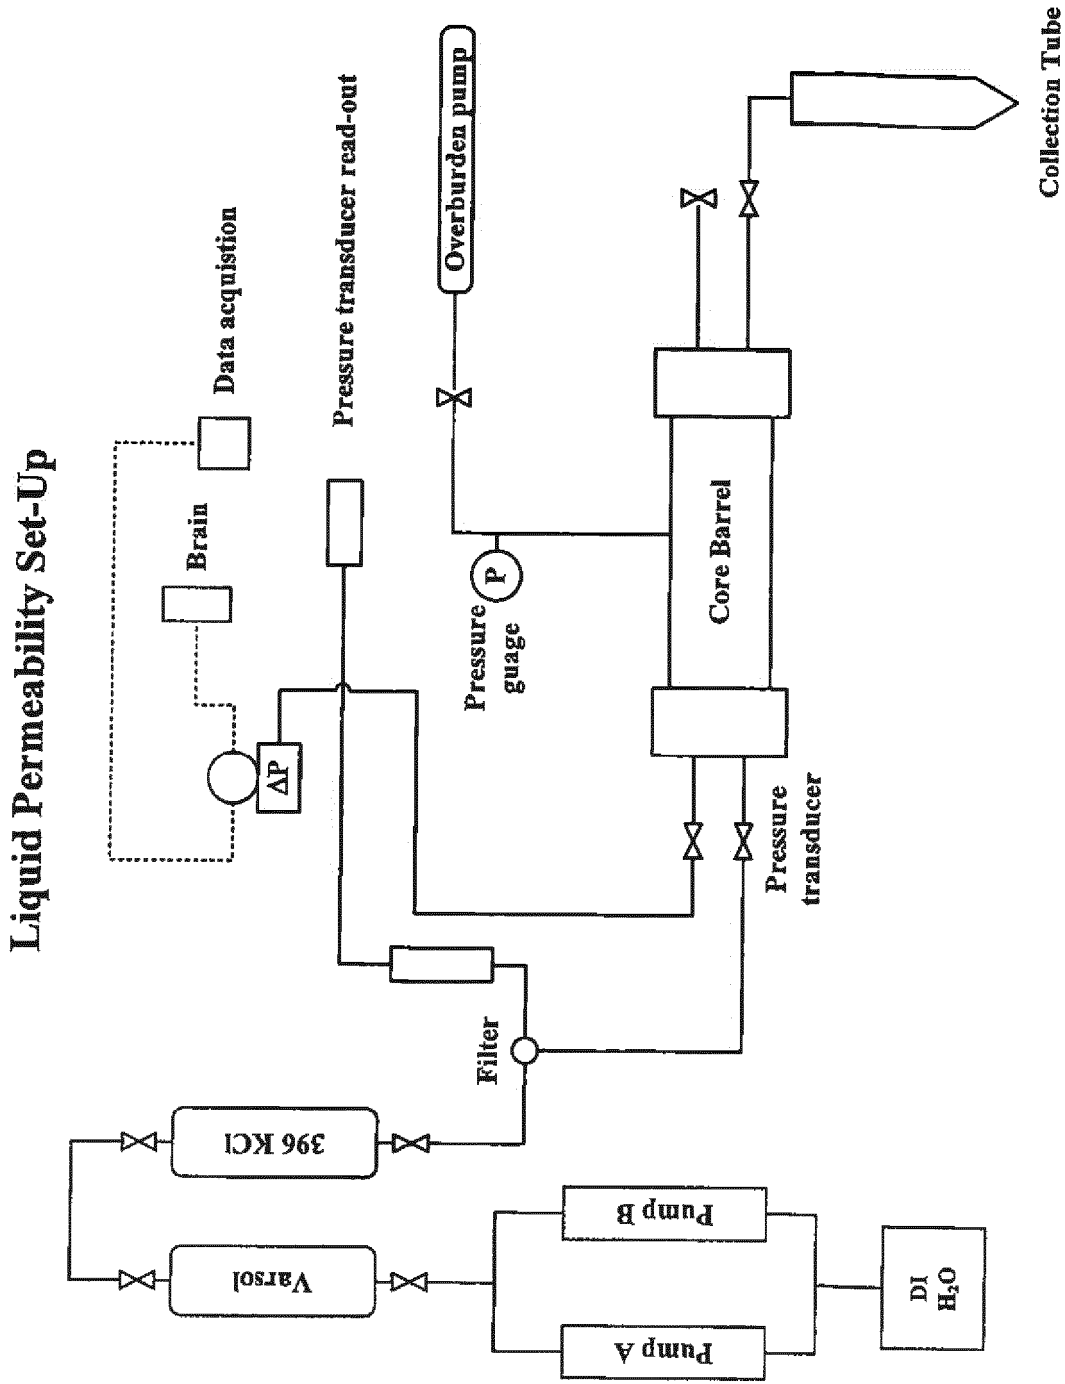 Liquid Permeability Set-Up
Data acquistion
Brain
ΔP
Pressure transducer read-out
Overburden pump
P
Pressure
guage
Filter
396 KCl
Varsol
Pump B
Pump A
DI
H₂O
Core Barrel
Pressure
transducer
Collection Tube